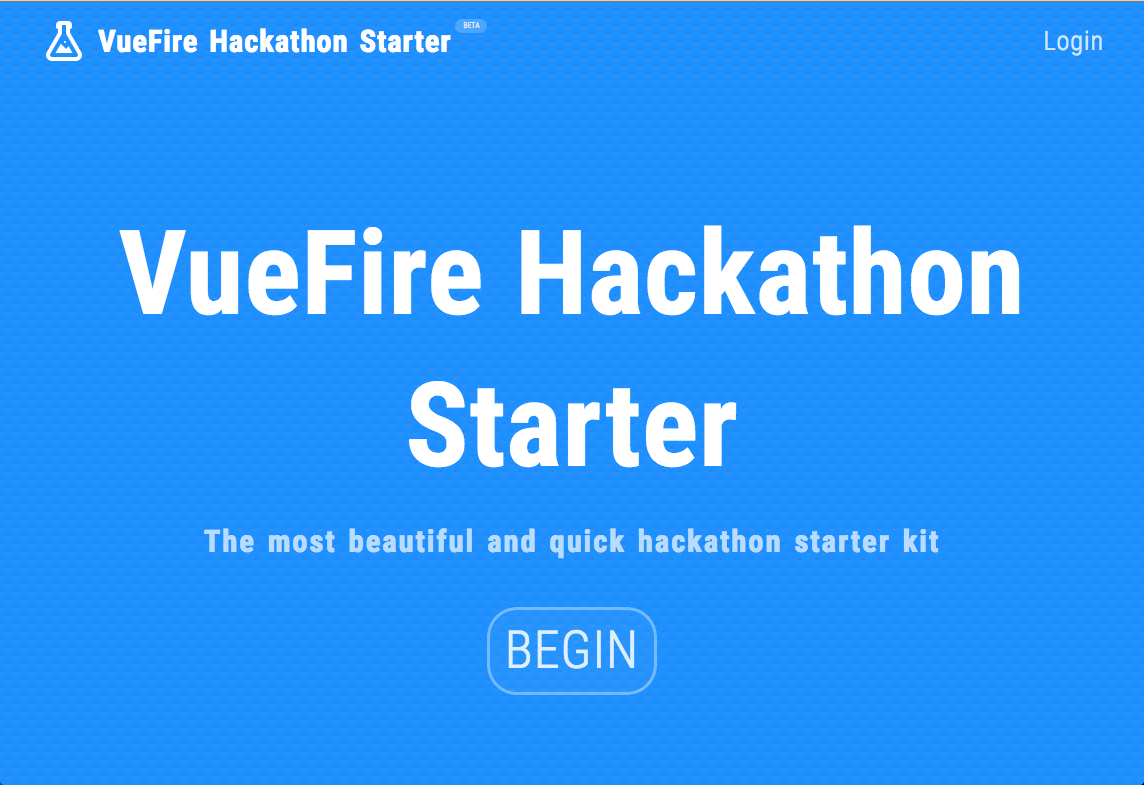 VueFire Hackathon Starter BETA
Login
VueFire Hackathon
Starter
The most beautiful and quick hackathon starter kit
BEGIN